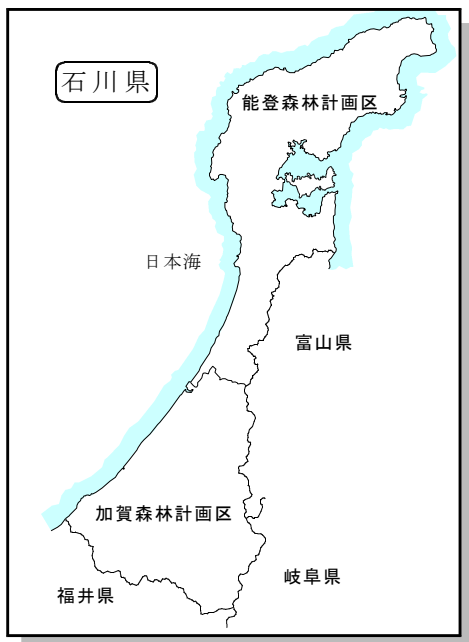 石川県
能登森林計画区
日本海
富山県
加賀森林計画区
岐阜県
福井県